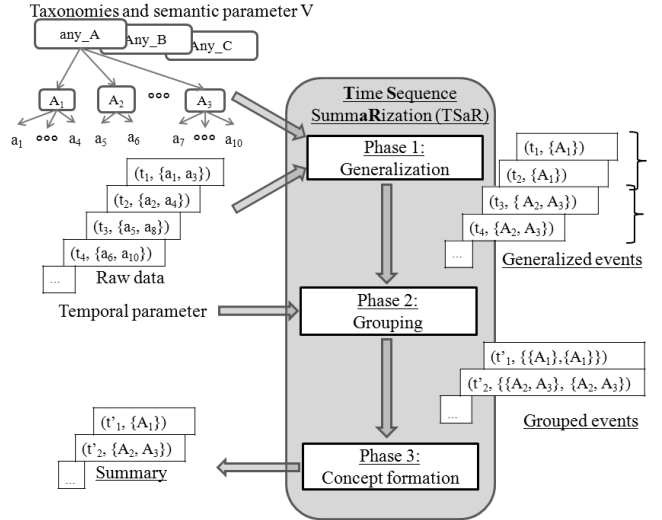 Taxonomies and semantic parameter V
any_A
Any_B
Any_C
A1
A2
°°°
A3
a1 °°° a4 a5 a6 a7 °°° a10
Time Sequence
SummaRization (TSaR)
Phase 1:
Generalization
(t1, {a1, a3})
(t2, {a2, a4})
(t3, {a5, a8})
(t4, {a6, a10})
...
Raw data
(t1, {A1})
(t2, {A1})
(t3, { A2, A3})
(t4, {A2, A3})
...
Generalized events
Temporal parameter
Phase 2:
Grouping
(t'1, {{A1},{A1}})
(t'2, {{A2, A3}, {A2, A3})
...
Grouped events
(t'1, {A1})
(t'2, {A2, A3})
...
Summary
Phase 3:
Concept formation